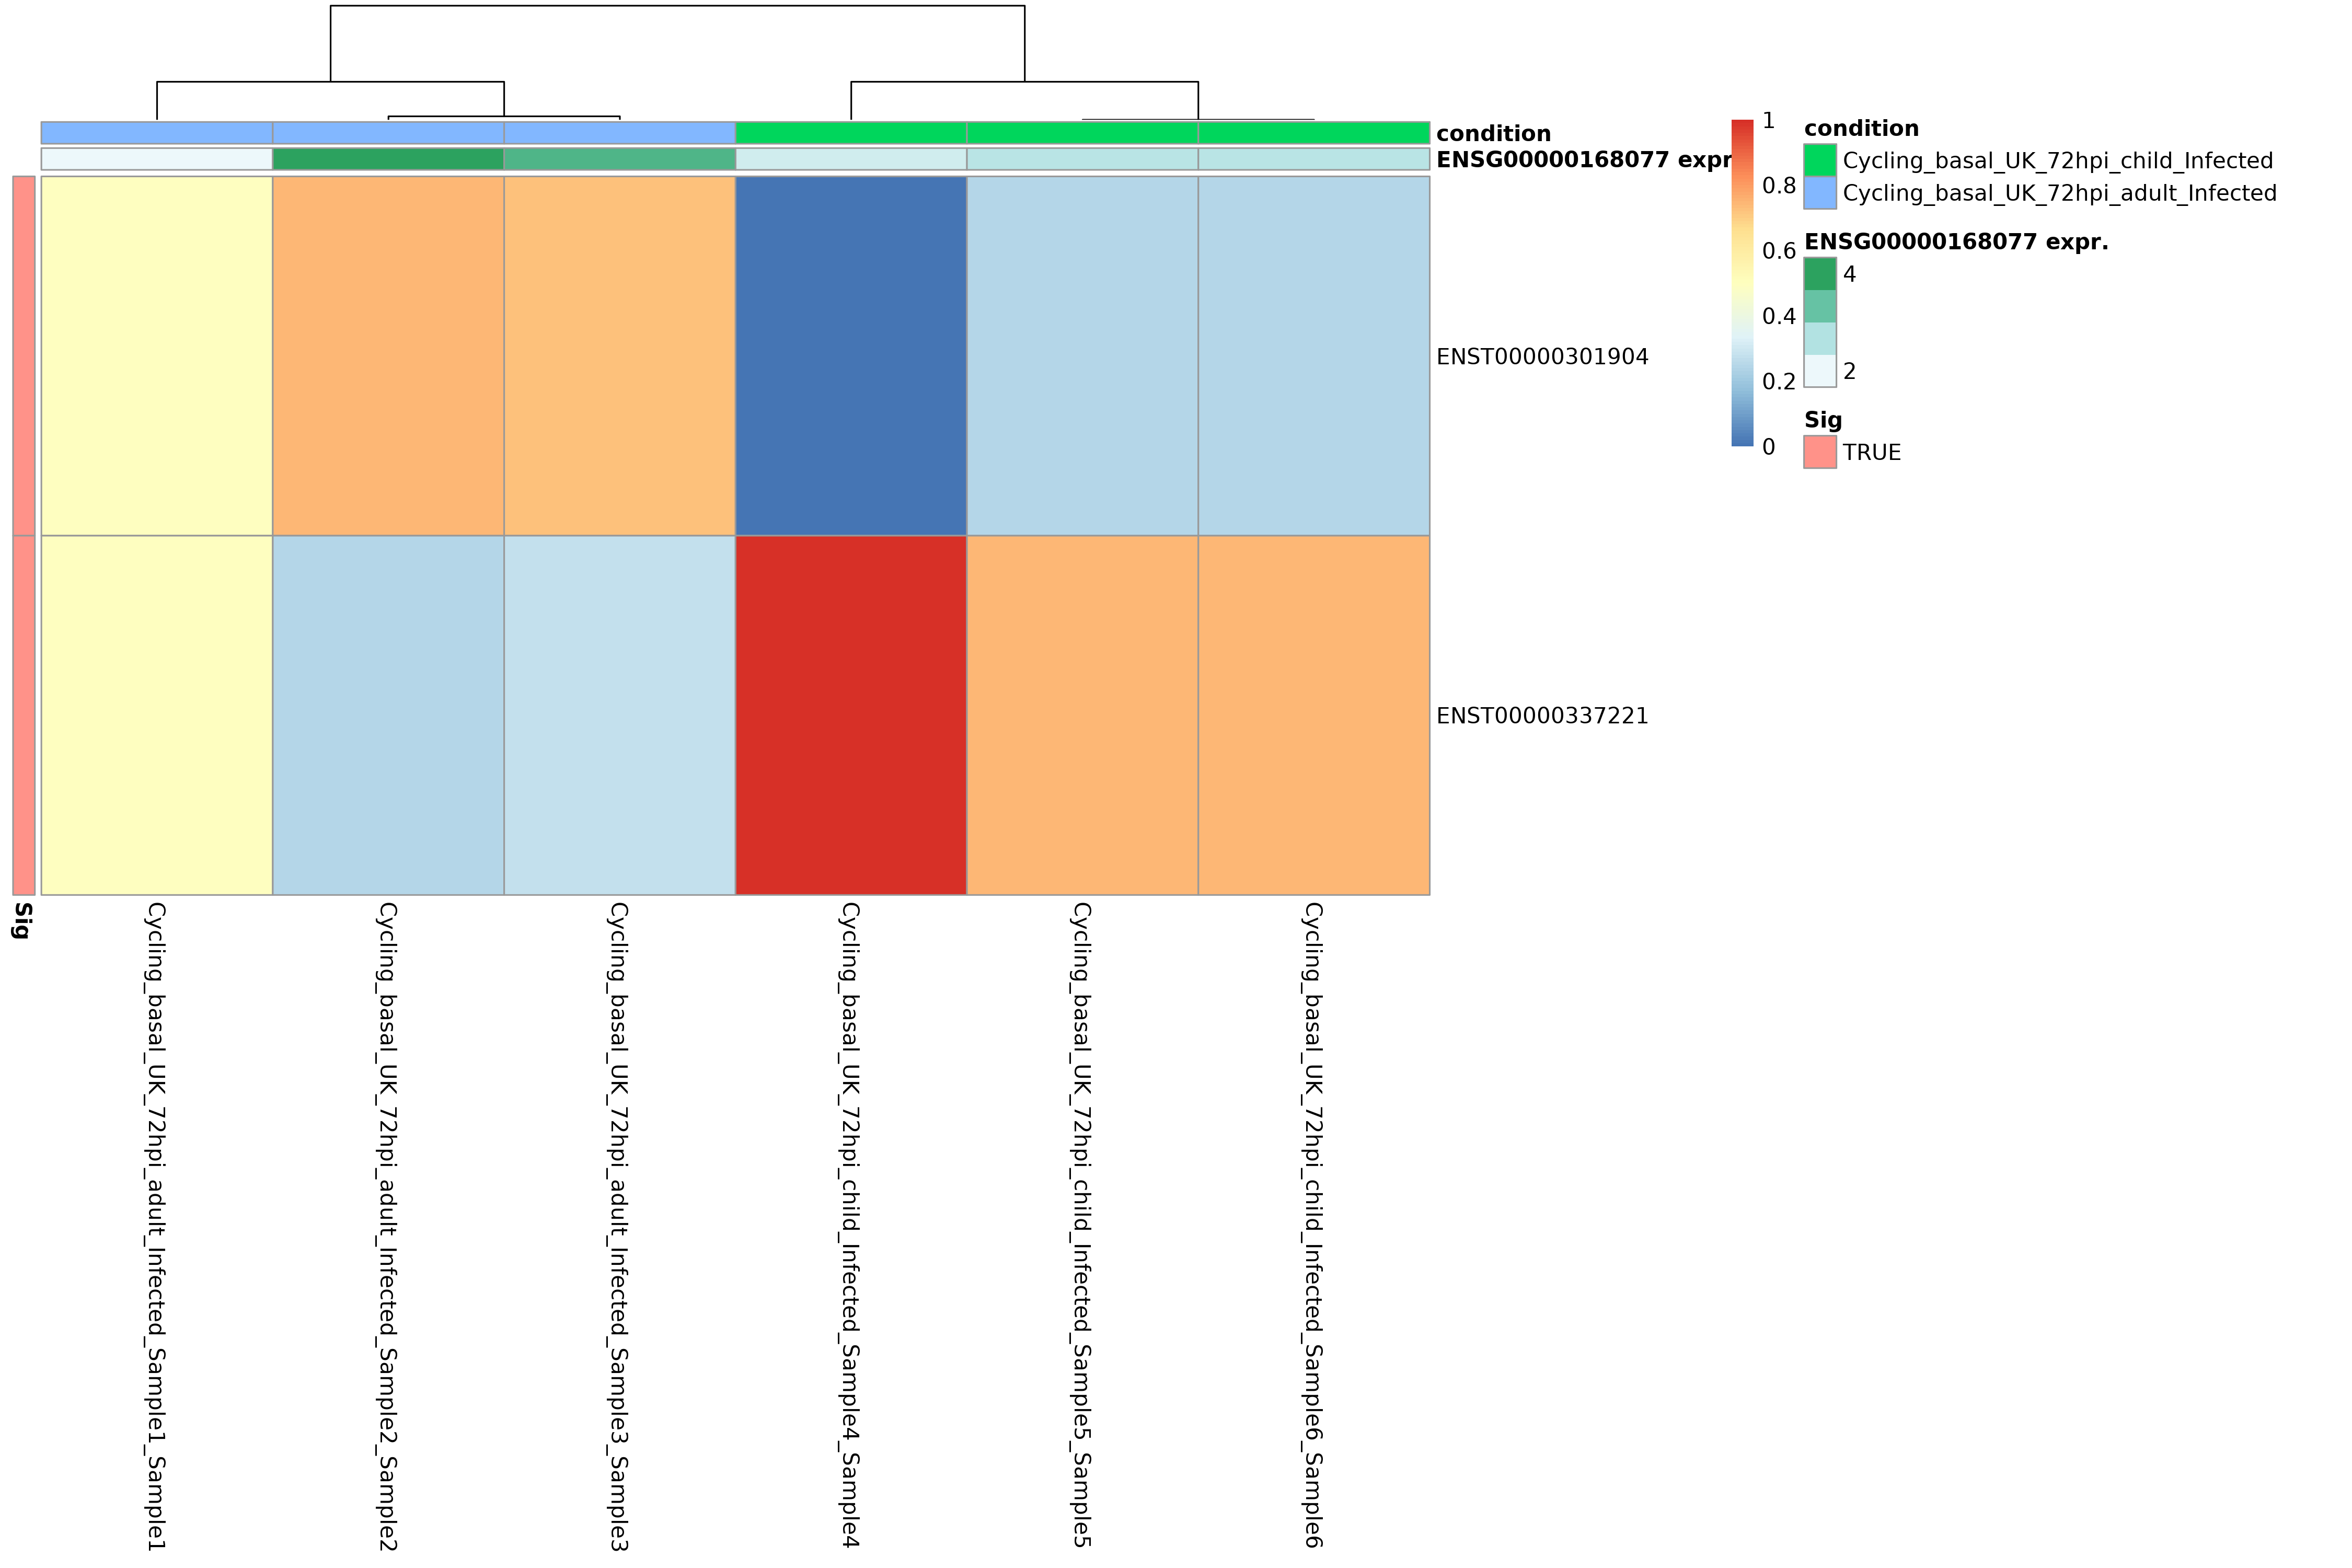 condition
ENSG00000168077 expr
ENST00000301904
ENST00000337221
1
0.8
0.6
0.4
0.2
0
condition
Cycling_basal_UK_72hpi_child_Infected
Cycling_basal_UK_72hpi_adult_Infected
ENSG00000168077 expr.
4
2
Sig
TRUE
Sig
Cycling_basal_UK_72hpi_adult_Infected_Sample1_Sample1
Cycling_basal_UK_72hpi_adult_Infected_Sample2_Sample2
Cycling_basal_UK_72hpi_adult_Infected_Sample3_Sample3
Cycling_basal_UK_72hpi_child_Infected_Sample4_Sample4
Cycling_basal_UK_72hpi_child_Infected_Sample5_Sample5
Cycling_basal_UK_72hpi_child_Infected_Sample6_Sample6